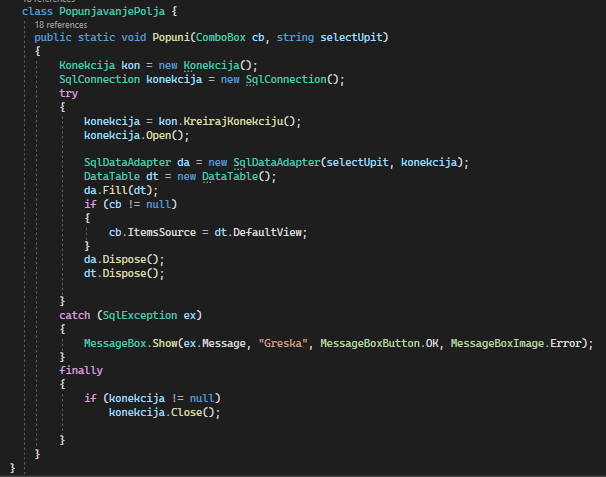 18 references
class PopunjavanjePolja {
18 references
public static void Popuni(ComboBox cb, string selectUpit)
{
Konekcija kon = new Konekcija();
SqlConnection konekcija = new SqlConnection();
try
{
konekcija = kon.KreirajKonekciju();
konekcija.Open();
SqlDataAdapter da = new SqlDataAdapter(selectUpit, konekcija);
DataTable dt = new DataTable();
da.Fill(dt);
if (cb != null)
{
cb.ItemsSource = dt.DefaultView;
}
da.Dispose();
dt.Dispose();
}
catch (SqlException ex)
{
MessageBox.Show(ex.Message, "Greska", MessageBoxButton.OK, MessageBoxImage.Error);
}
finally
{
if (konekcija != null)
konekcija.Close();
}
}
}